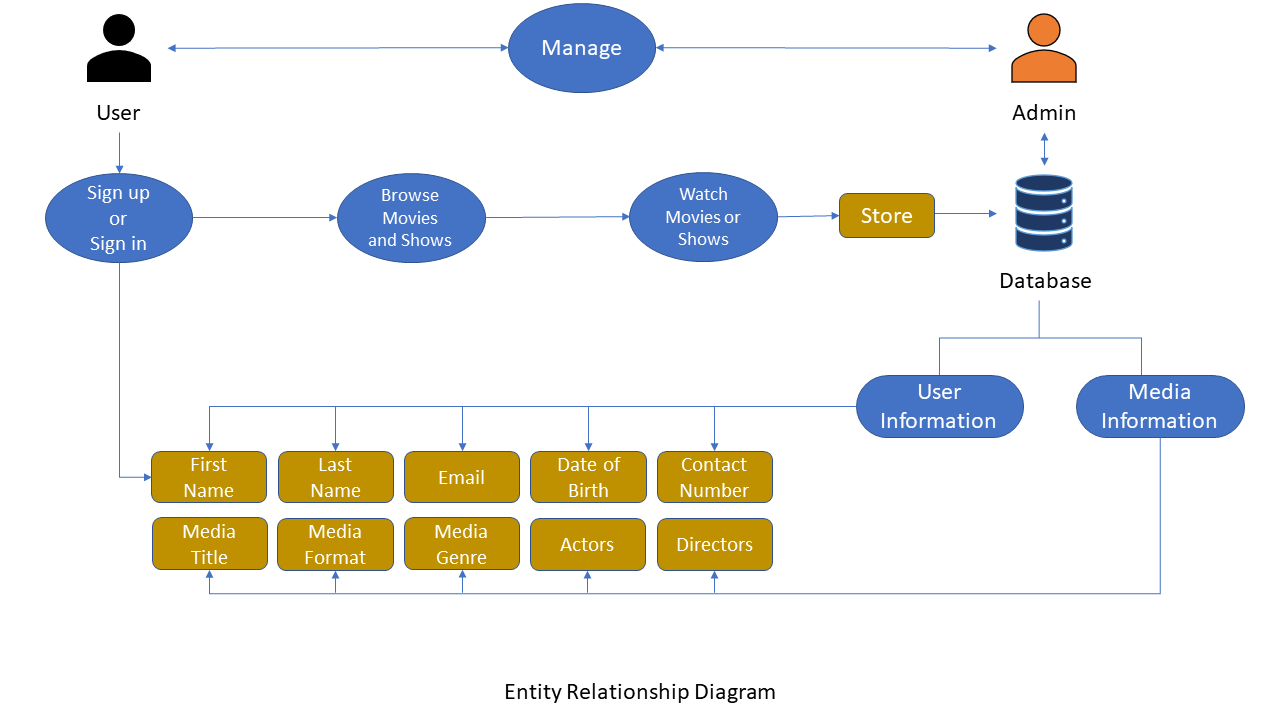 Manage
User
Admin
Sign up
or
Sign in
Browse
Movies
and Shows
Watch
Movies or
Shows
Store
Database
User
Information
Media
Information
First
Name
Last
Name
Email
Date of
Birth
Contact
Number
Media
Title
Media
Format
Media
Genre
Actors
Directors
Entity Relationship Diagram